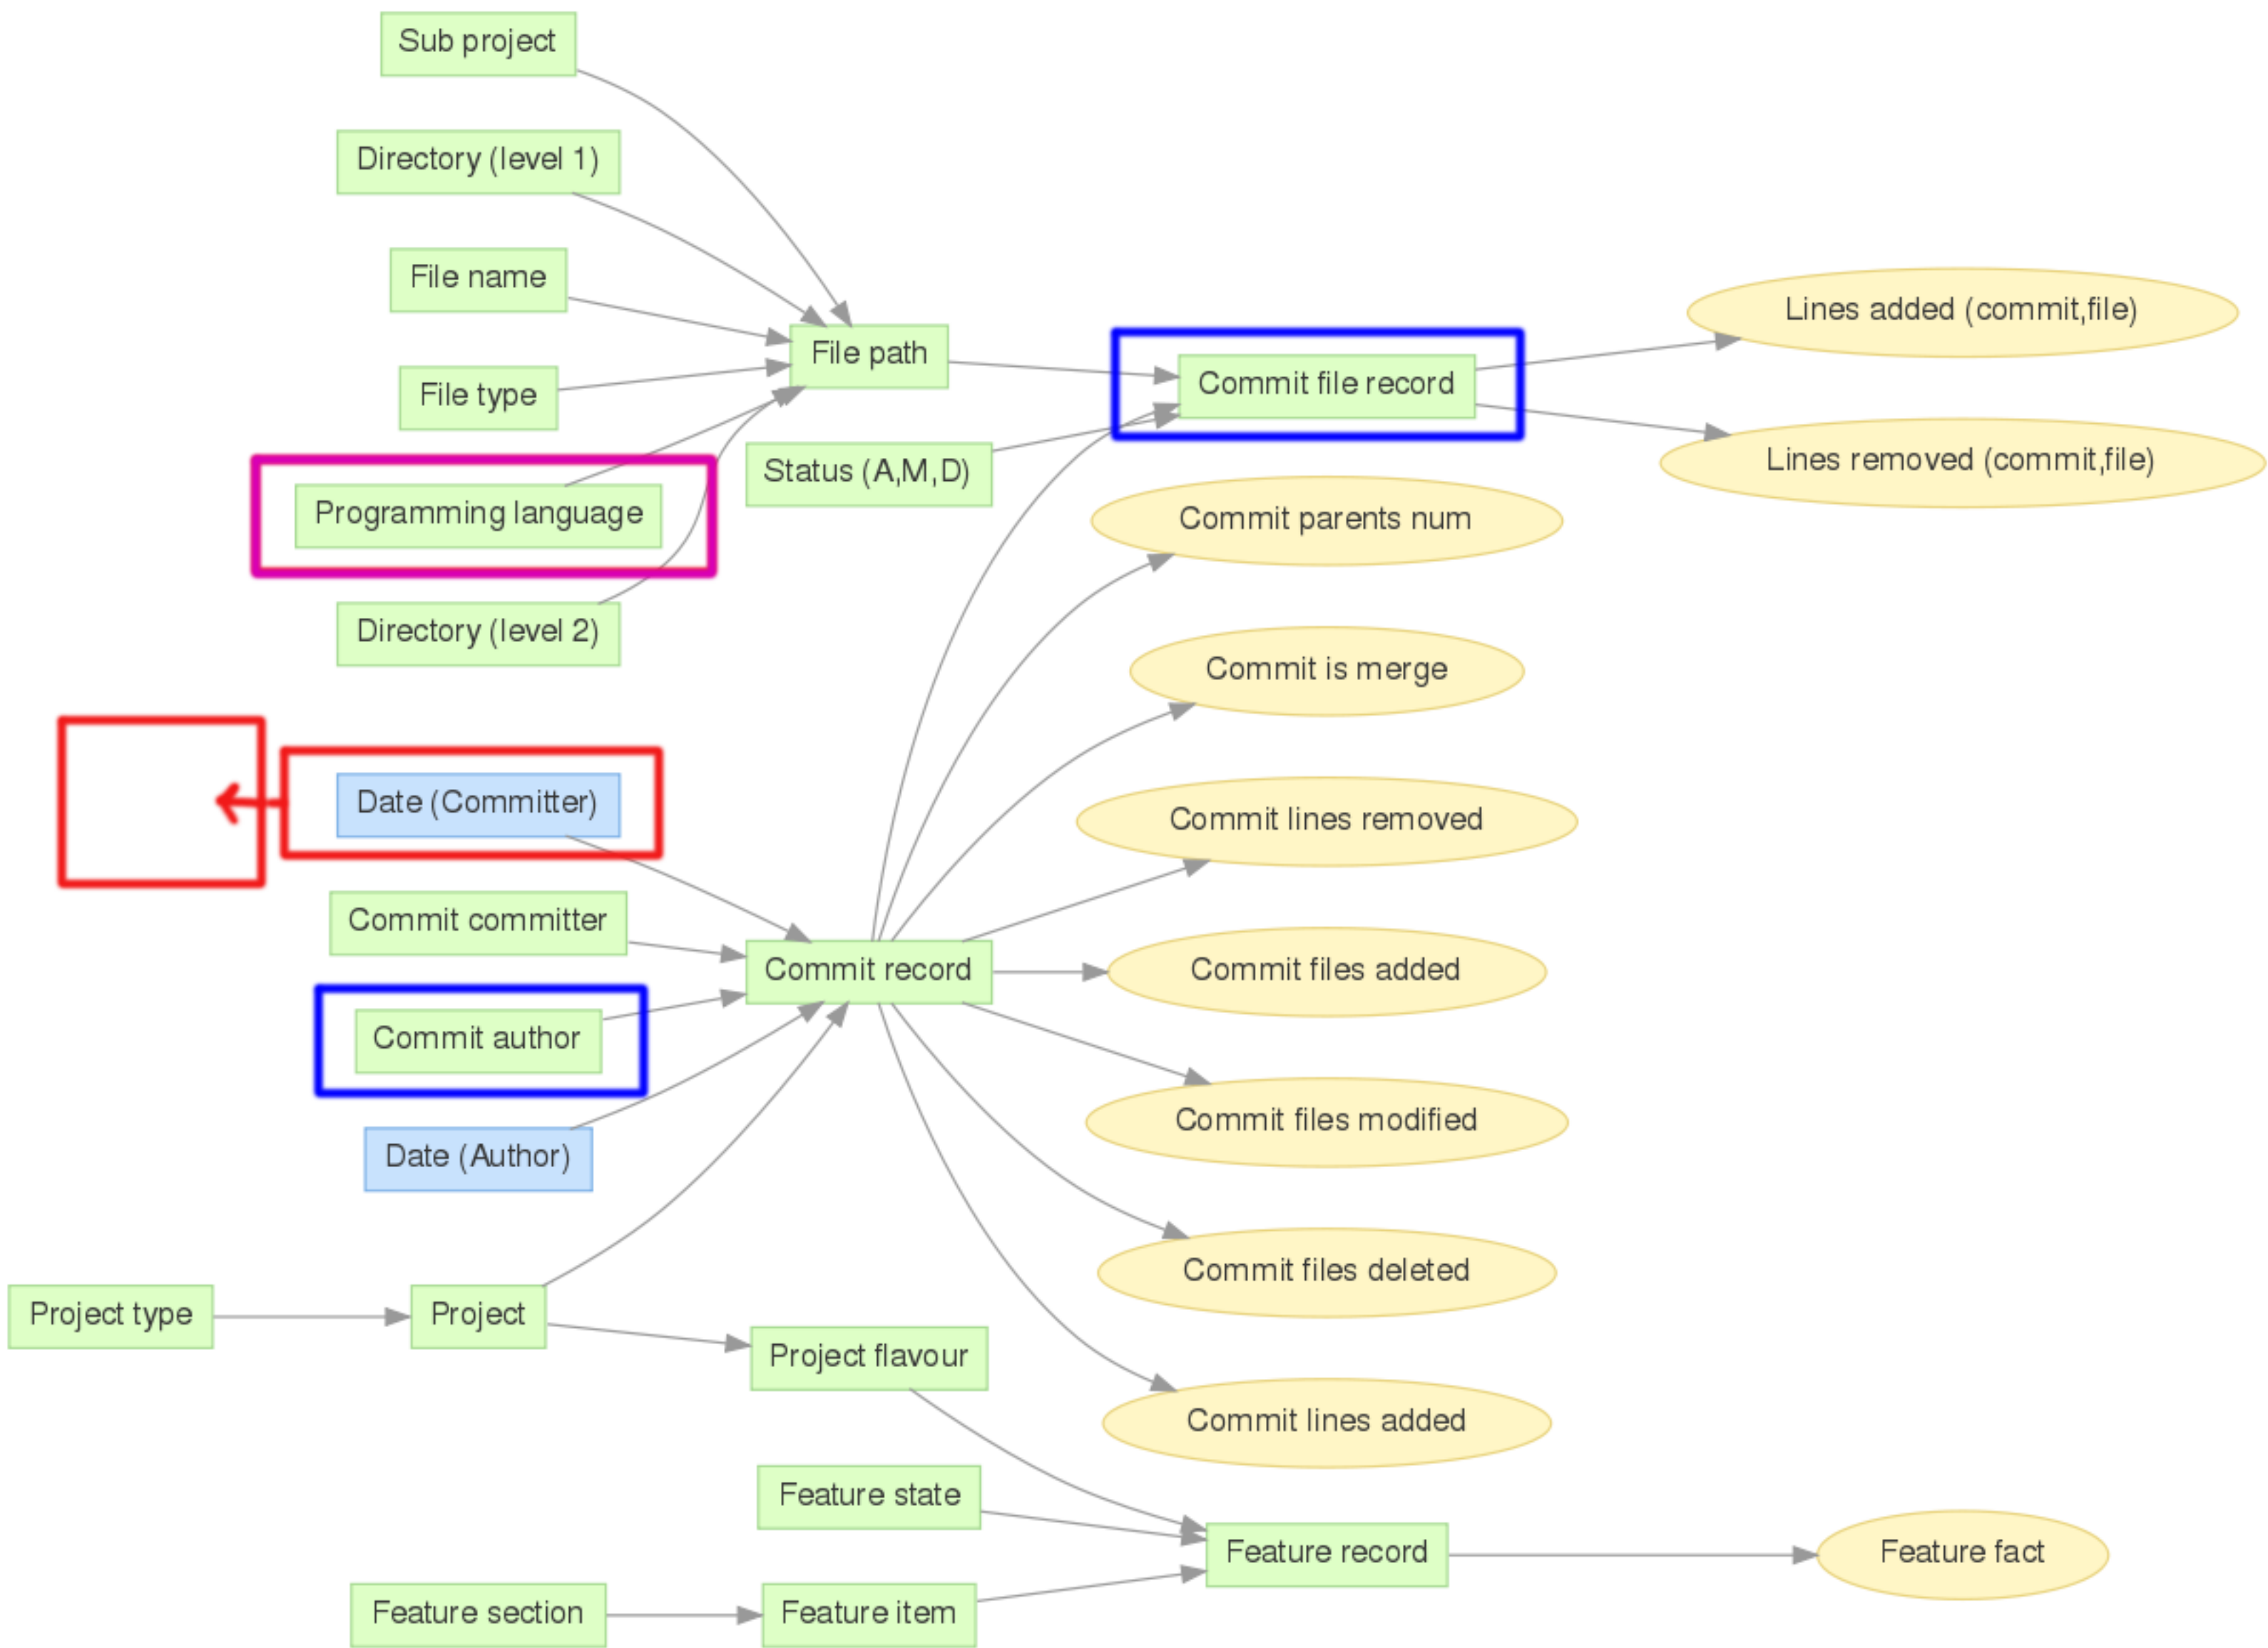 Sub project
Directory (level 1)
File name
File type
Programming language
Directory (level 2)
File path
Status (A,M,D)
Commit file record
Lines added (commit,file)
Lines removed (commit,file)
Commit parents num
Commit is merge
Commit lines removed
Commit files added
Commit files modified
Commit files deleted
Commit lines added
Date (Committer)
Commit committer
Commit author
Date (Author)
Commit record
Project type
Project
Project flavour
Feature state
Feature section
Feature item
Feature record
Feature fact